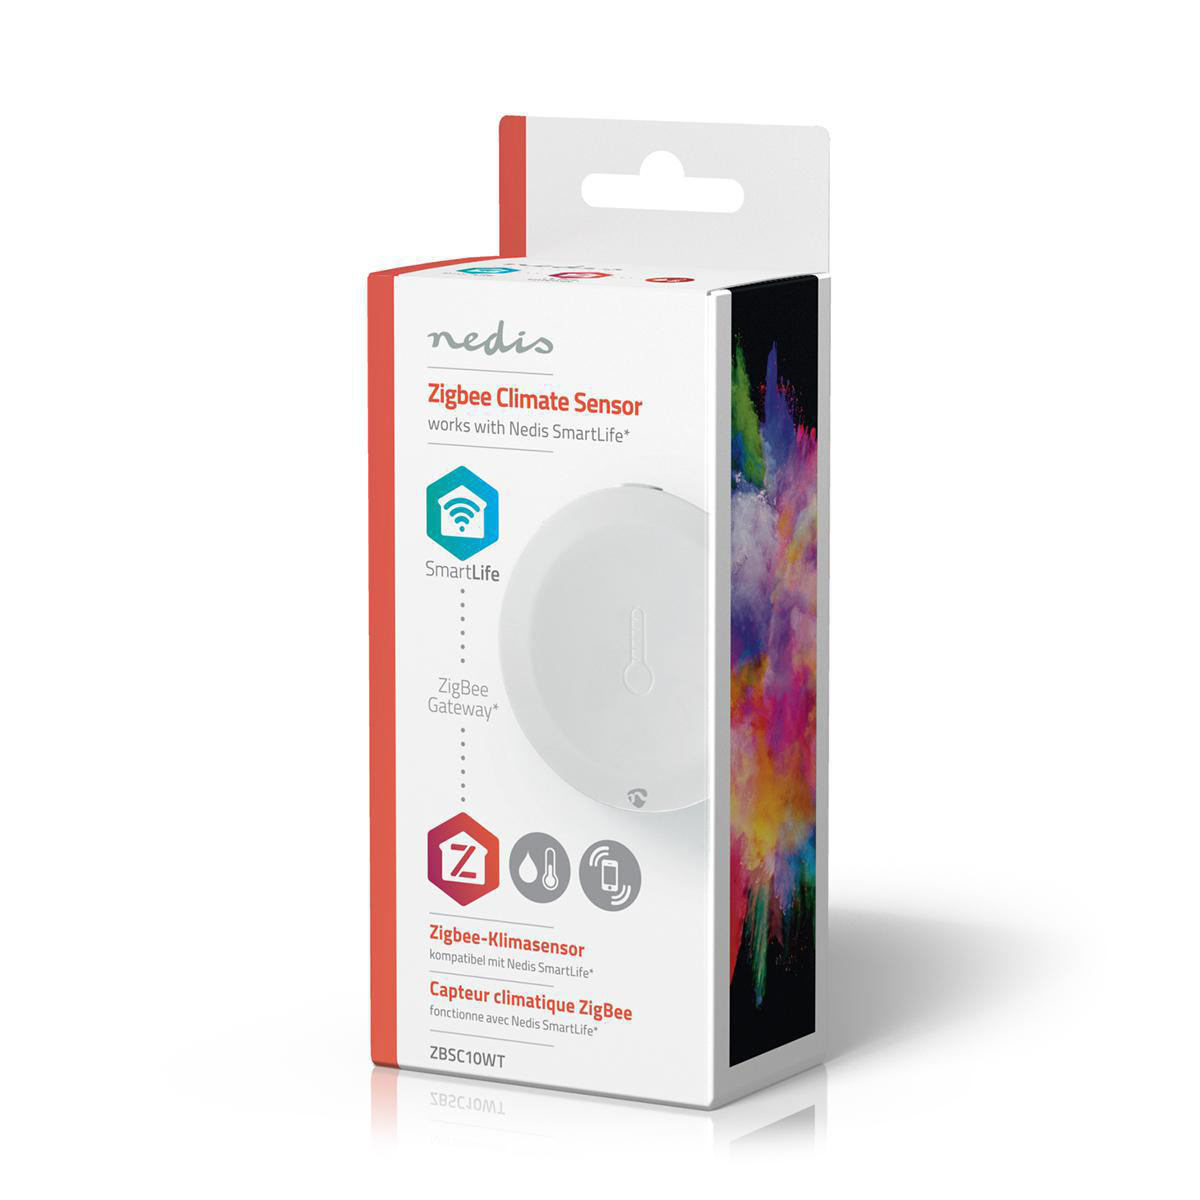 nedis
nedis
Zigbee Climate Sensor
works with Nedis SmartLife*
SmartLife
ZigBee
Gateway*
Z
Zigbee-Klimasensor
kompatibel mit Nedis SmartLife*
Capteur climatique ZigBee
fonctionne avec Nedis SmartLife*
ZBSC10WT